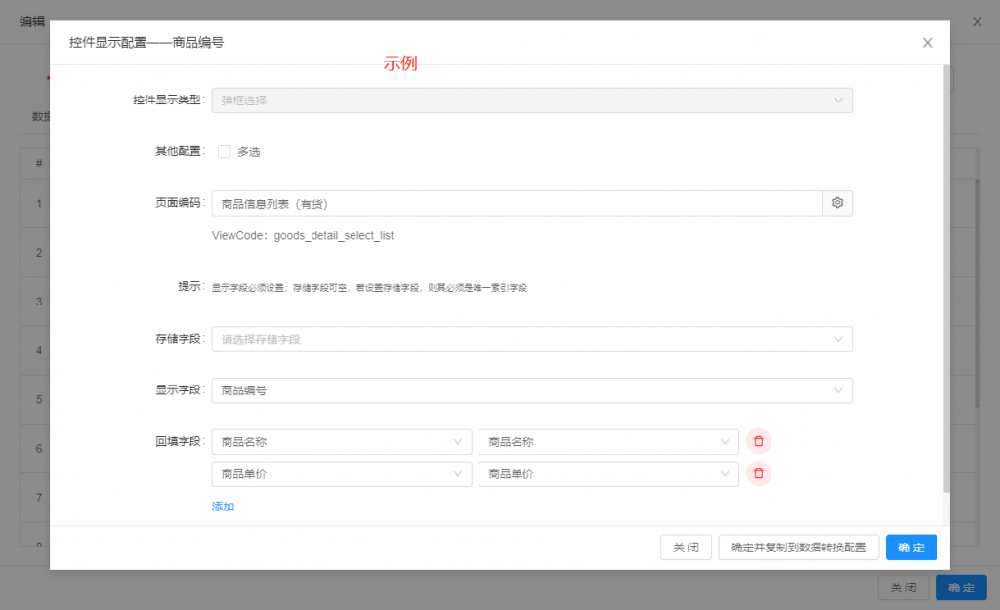 编辑
控件显示配置——商品编号
示例
* 
数据
控件显示类型:
弹框选择
其他配置:
多选
页面编码:
商品信息列表（有货）
ViewCode：goods_detail_select_list
提示:
显示字段必须设置；存储字段可空，若设置存储字段，则其必须是唯一索引字段
存储字段:
请选择存储字段
显示字段:
商品编号
回填字段:
商品名称 商品名称
商品单价 商品单价
添加
#
1
2
3
4
5
6
7
8
关 闭 确定并复制到数据转换配置 确 定
关 闭 确 定